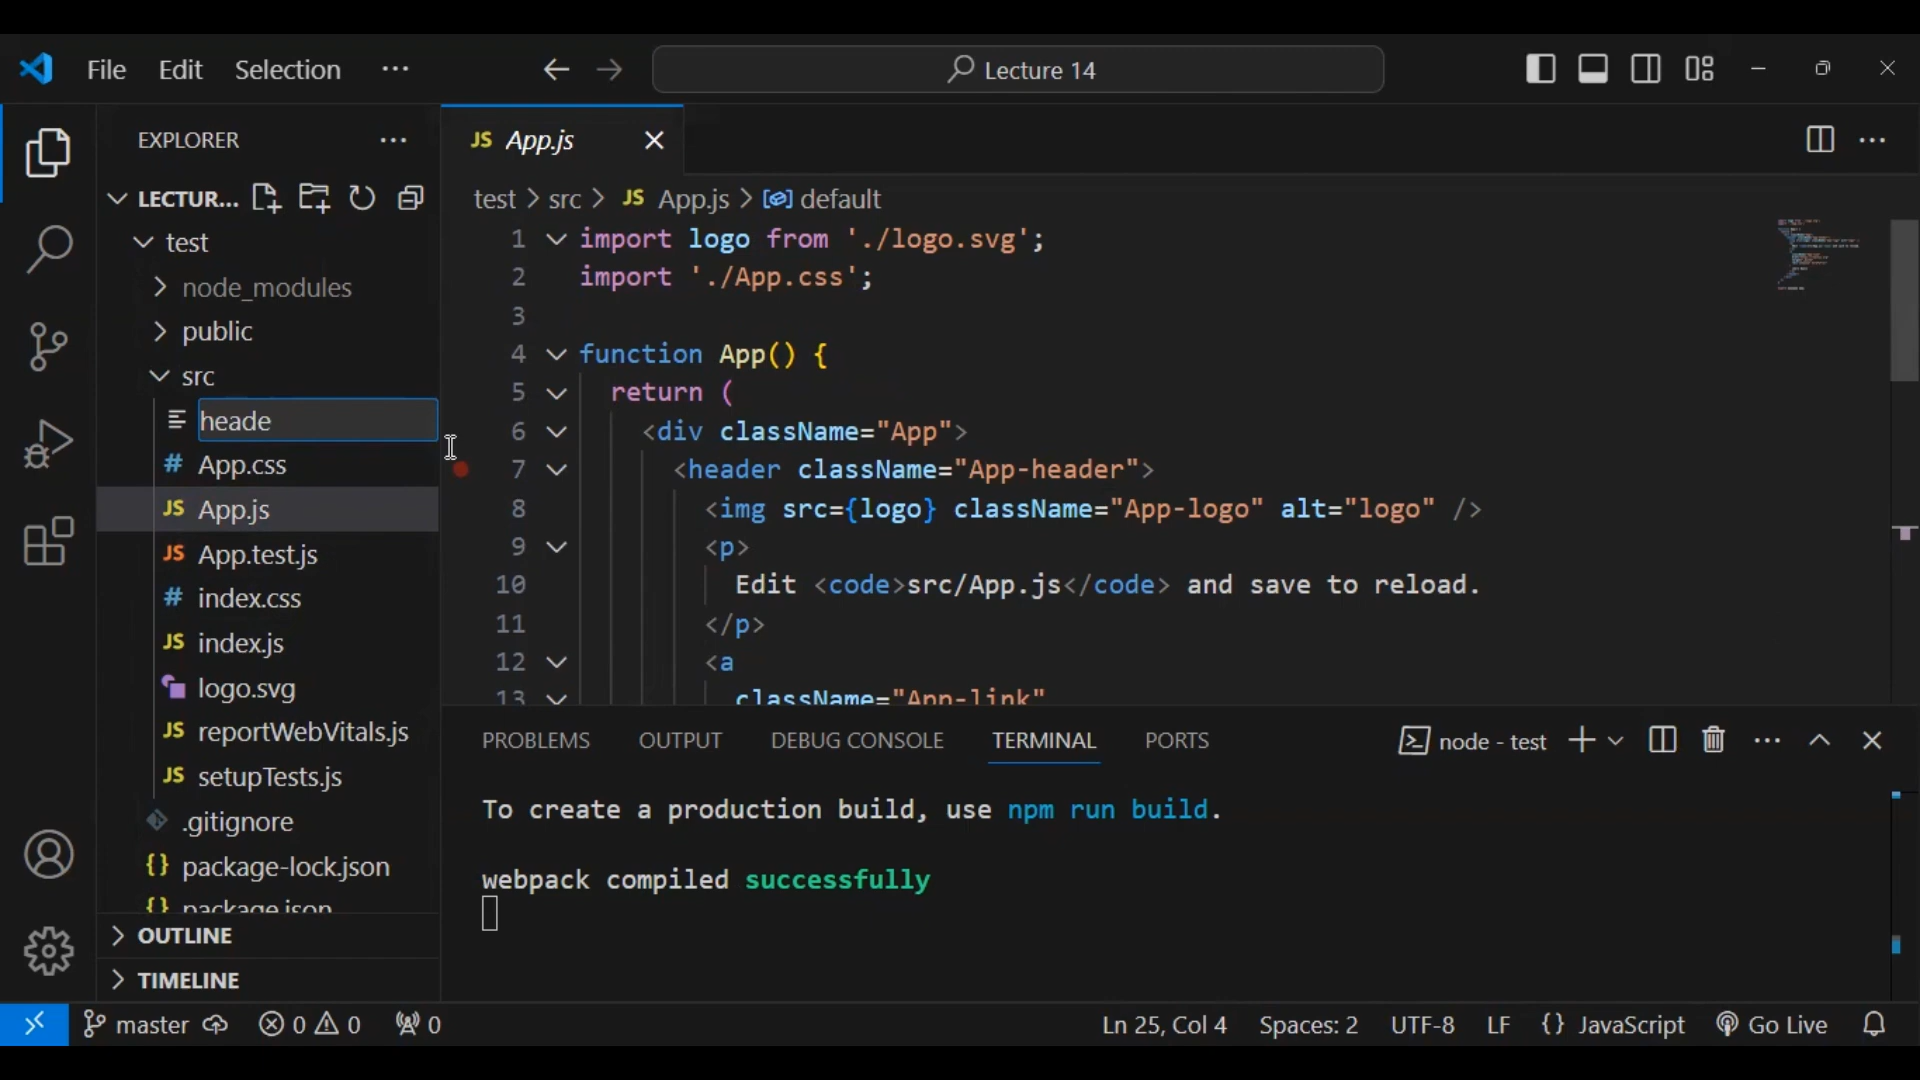 File Edit Selection ··· Lecture 14
EXPLORER ···
LECTUR...
test
node_modules
public
src
heade
# App.css
JS App.js
JS App.test.js
# index.css
JS index.js
logo.svg
JS reportWebVitals.js
JS setupTests.js
.gitignore
{} package-lock.json
{} package.json
OUTLINE
TIMELINE
JS App.js
test > src > JS App.js > default
1 import logo from './logo.svg';
2 import './App.css';
3
4 function App() {
5 return (
6 <div className="App">
7 <header className="App-header">
8 <img src={logo} className="App-logo" alt="logo" />
9 <p>
10 Edit <code>src/App.js</code> and save to reload.
11 </p>
12 <a
13 className="App-link"
PROBLEMS OUTPUT DEBUG CONSOLE TERMINAL PORTS node - test
To create a production build, use npm run build.
webpack compiled successfully
master 0 0 0 Ln 25, Col 4 Spaces: 2 UTF-8 LF {} JavaScript Go Live